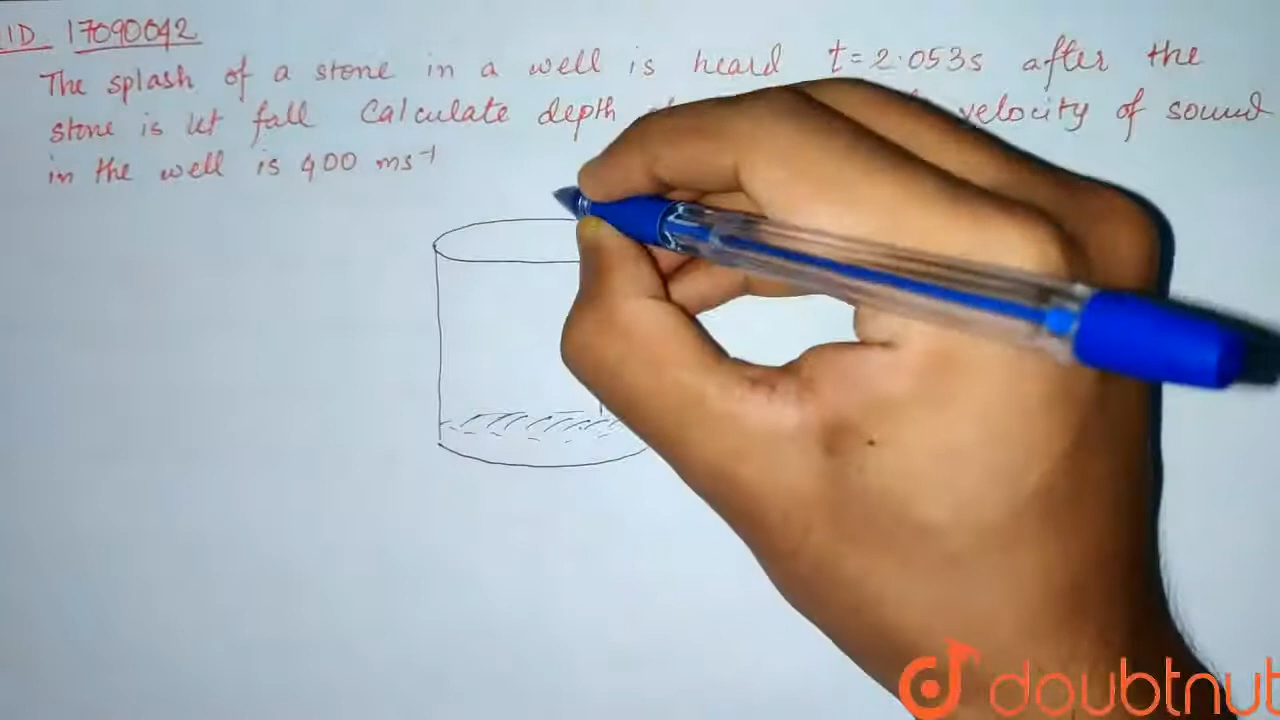 ID 17090042
The splash of a stone in a well is heard t=2.053s after the
stone is let fall Calculate depth velocity of sound
in the well is 400 ms⁻¹
doubtnut